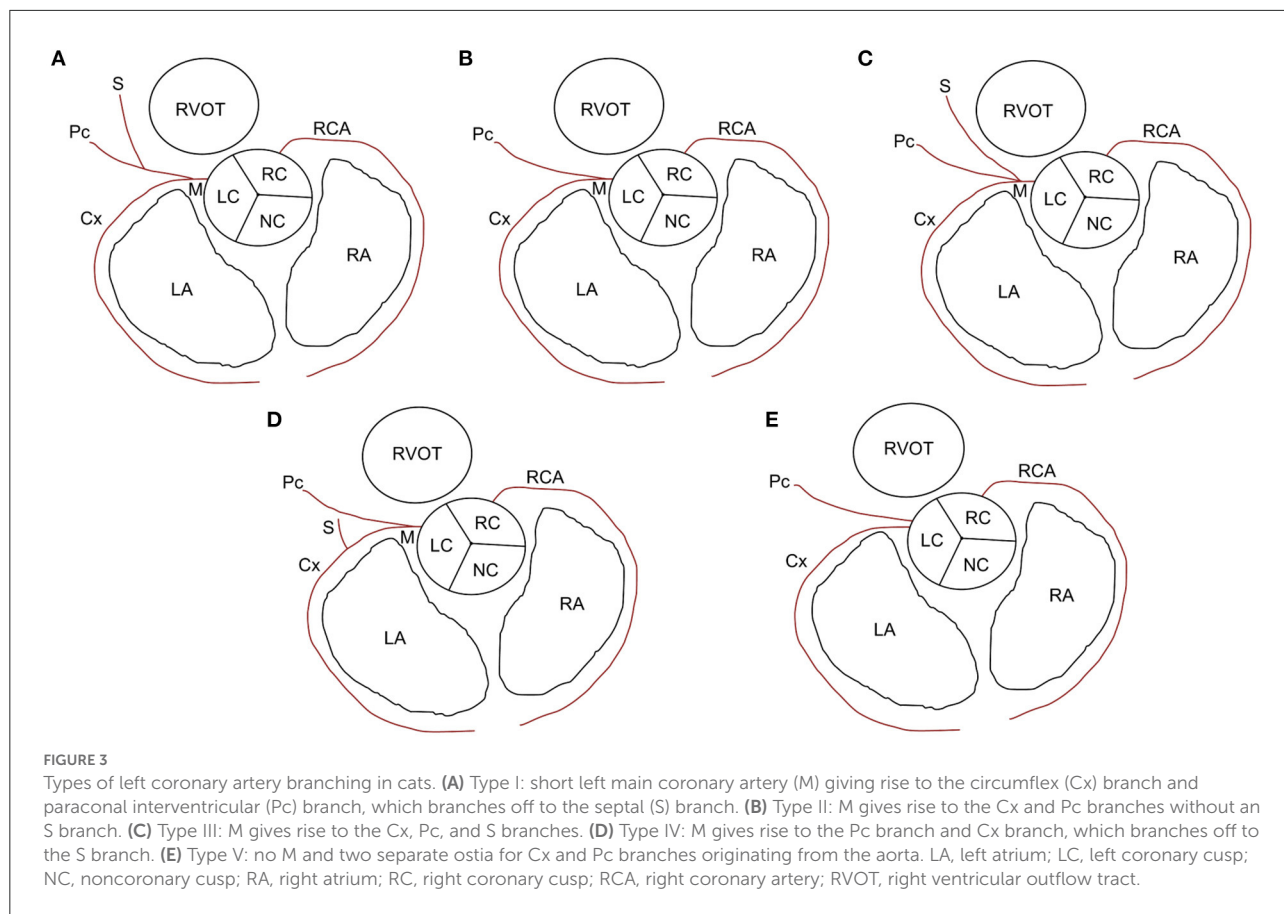 A
S
Pc
RVOT
RCA
M
LC
RC
NC
Cx
LA
RA
B
Pc
RVOT
RCA
M
LC
RC
NC
Cx
LA
RA
C
S
Pc
RVOT
RCA
M
LC
RC
NC
Cx
LA
RA
D
Pc
S
RVOT
RCA
M
LC
RC
NC
Cx
LA
RA
E
Pc
RVOT
RCA
LC
RC
NC
Cx
LA
RA
FIGURE 3
Types of left coronary artery branching in cats. (A) Type I: short left main coronary artery (M) giving rise to the circumflex (Cx) branch and
paraconal interventricular (Pc) branch, which branches off to the septal (S) branch. (B) Type II: M gives rise to the Cx and Pc branches without an
S branch. (C) Type III: M gives rise to the Cx, Pc, and S branches. (D) Type IV: M gives rise to the Pc branch and Cx branch, which branches off to
the S branch. (E) Type V: no M and two separate ostia for Cx and Pc branches originating from the aorta. LA, left atrium; LC, left coronary cusp;
NC, noncoronary cusp; RA, right atrium; RC, right coronary cusp; RCA, right coronary artery; RVOT, right ventricular outflow tract.